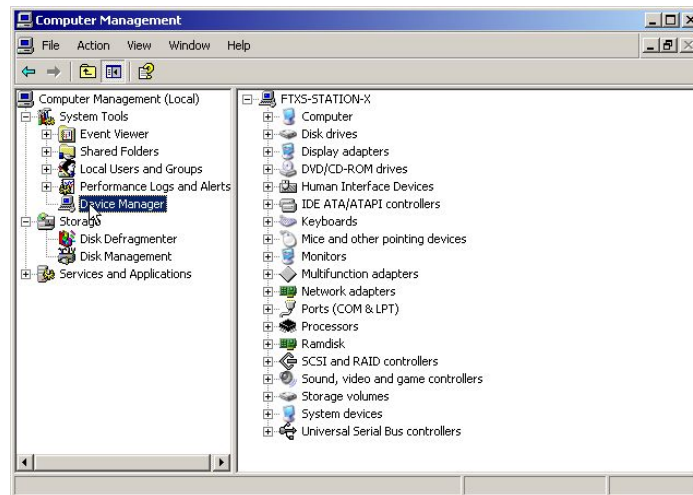 Computer Management
File Action View Window Help
Computer Management (Local)
System Tools
Event Viewer
Shared Folders
Local Users and Groups
Performance Logs and Alerts
Device Manager
Storage
Disk Defragmenter
Disk Management
Services and Applications
FTXS-STATION-X
Computer
Disk drives
Display adapters
DVD/CD-ROM drives
Human Interface Devices
IDE ATA/ATAPI controllers
Keyboards
Mice and other pointing devices
Monitors
Multifunction adapters
Network adapters
Ports (COM & LPT)
Processors
Ramdisk
SCSI and RAID controllers
Sound, video and game controllers
Storage volumes
System devices
Universal Serial Bus controllers